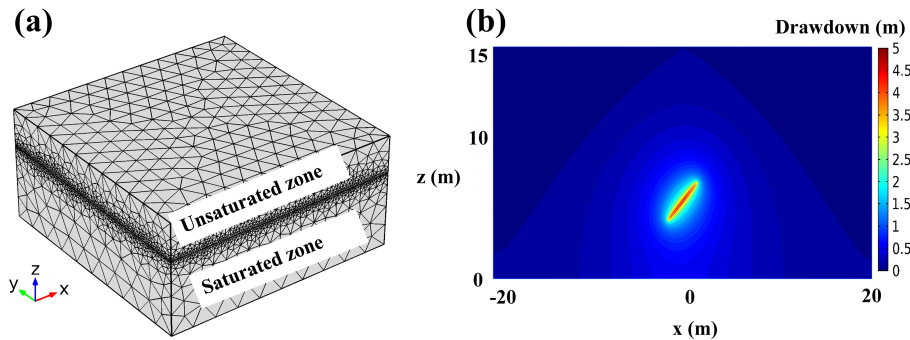 (a)
Unsaturated zone
Saturated zone
z
y
x
(b)
Drawdown (m)
15
10
z (m)
0
-20
0
20
x (m)
5
4.5
4
3.5
3
2.5
2
1.5
1
0.5
0